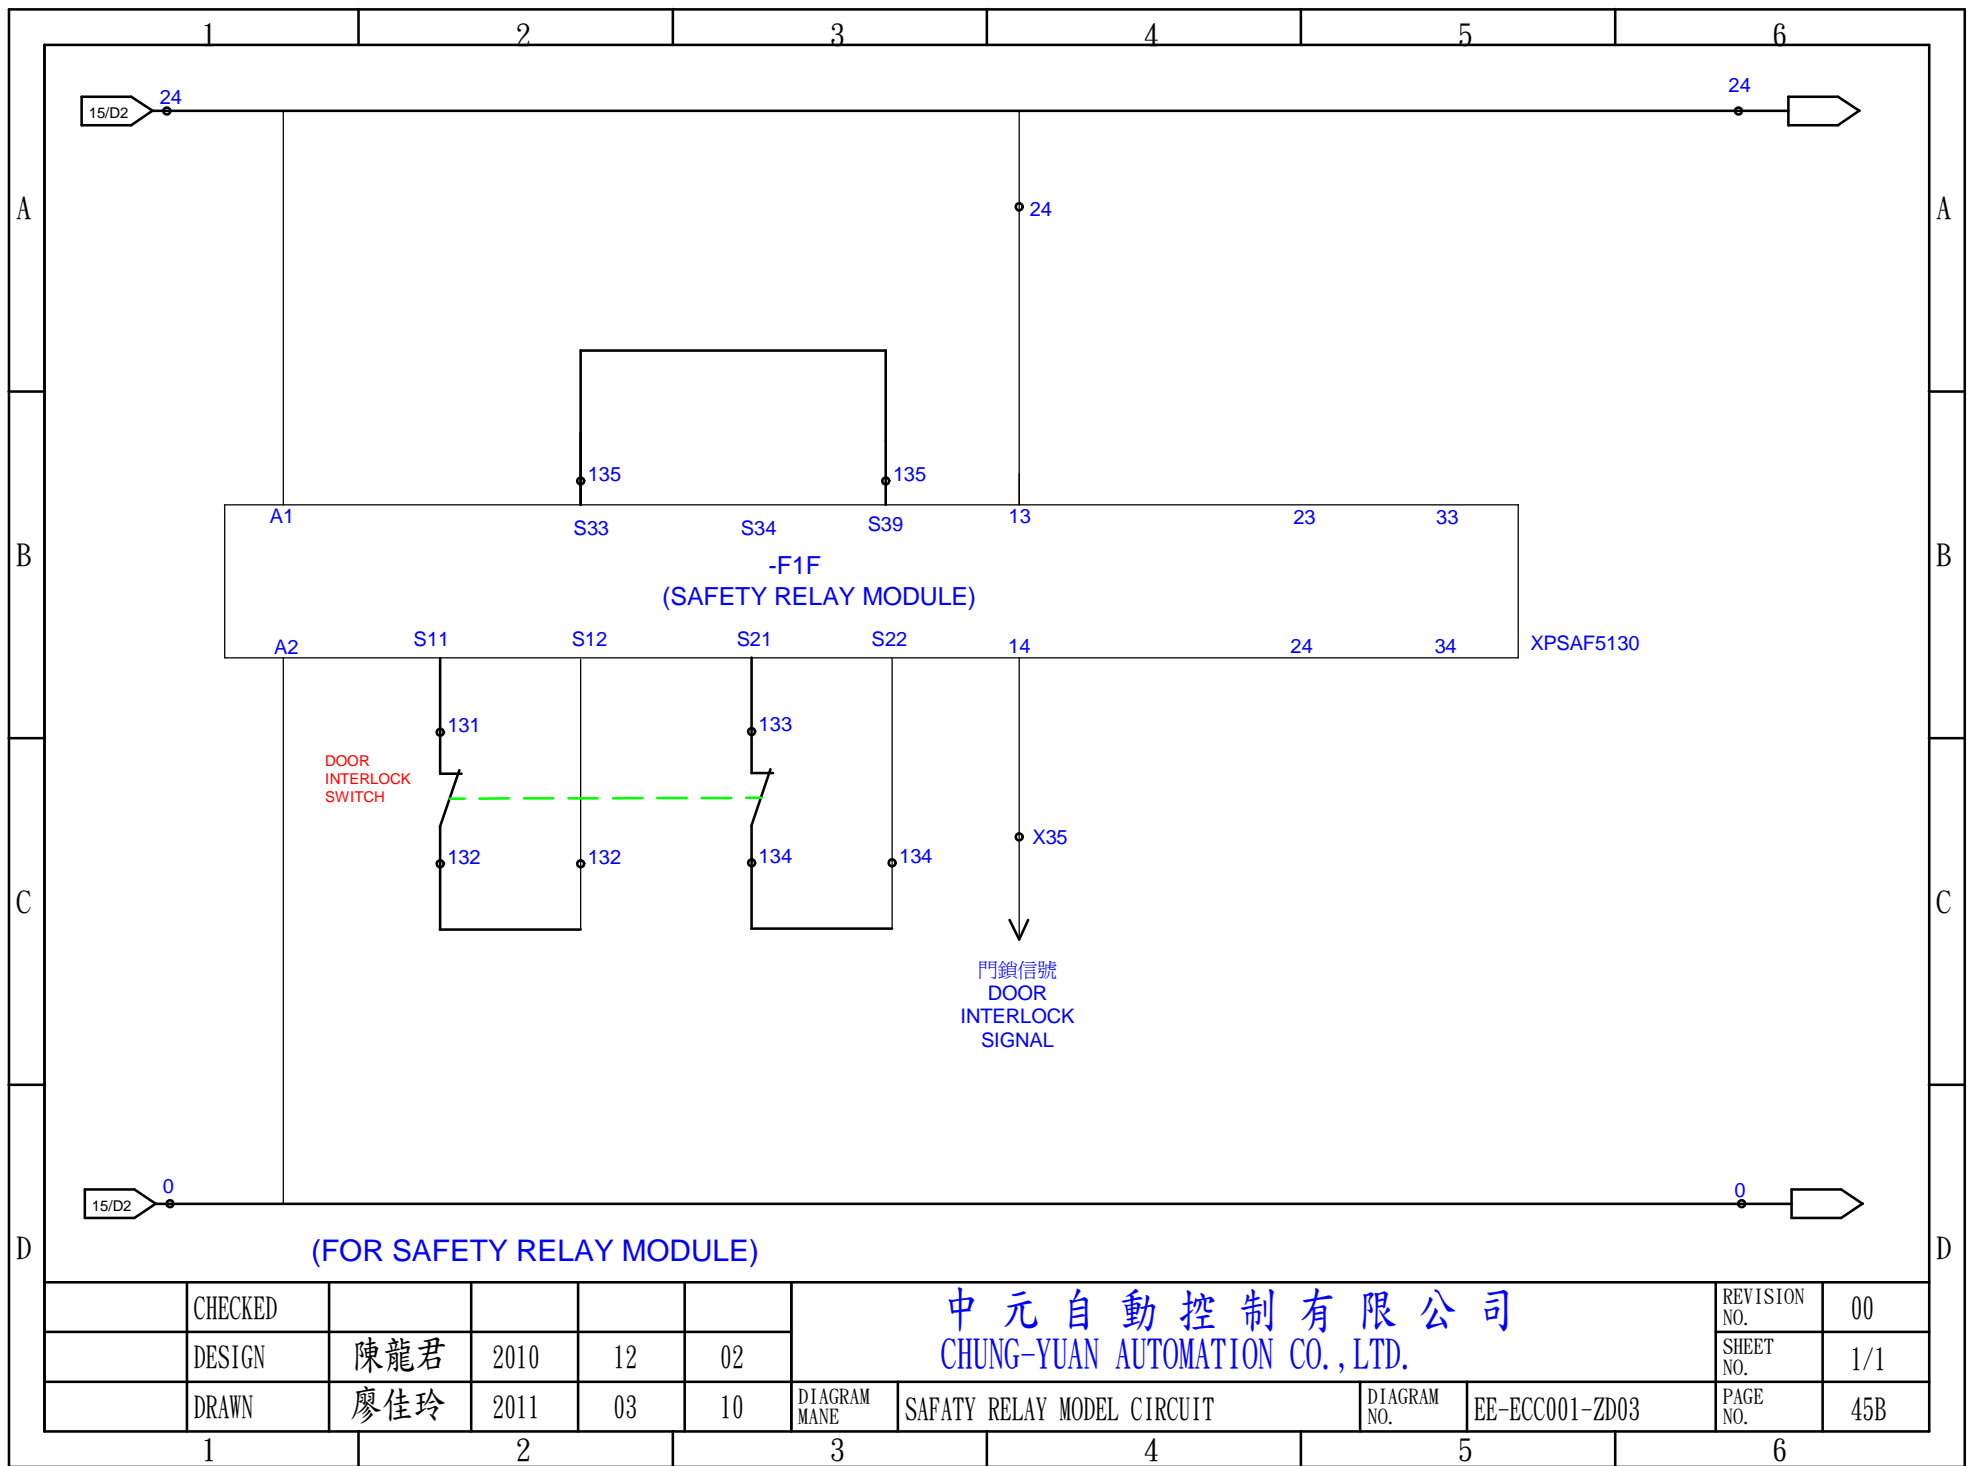 1 2 3 4 5 6
24
24
15/D2
A
A
24
135
135
A1
S33
S34
S39
13
23
33
B
B
-F1F
(SAFETY RELAY MODULE)
A2
S11
S12
S21
S22
14
24
34
XPSAF5130
131
133
DOOR
INTERLOCK
SWITCH
X35
132
132
134
134
C
C
門鎖信號
DOOR
INTERLOCK
SIGNAL
0
0
15/D2
D
D
(FOR SAFETY RELAY MODULE)
CHECKED
中元自動控制有限公司
REVISION
NO.
00
DESIGN 陳龍君 2010 12 02
CHUNG-YUAN AUTOMATION CO.,LTD.
SHEET
NO.
1/1
DRAWN 廖佳玲 2011 03 10
DIAGRAM
MANE
SAFATY RELAY MODEL CIRCUIT
DIAGRAM
NO.
EE-ECC001-ZD03
PAGE
NO.
45B
1 2 3 4 5 6